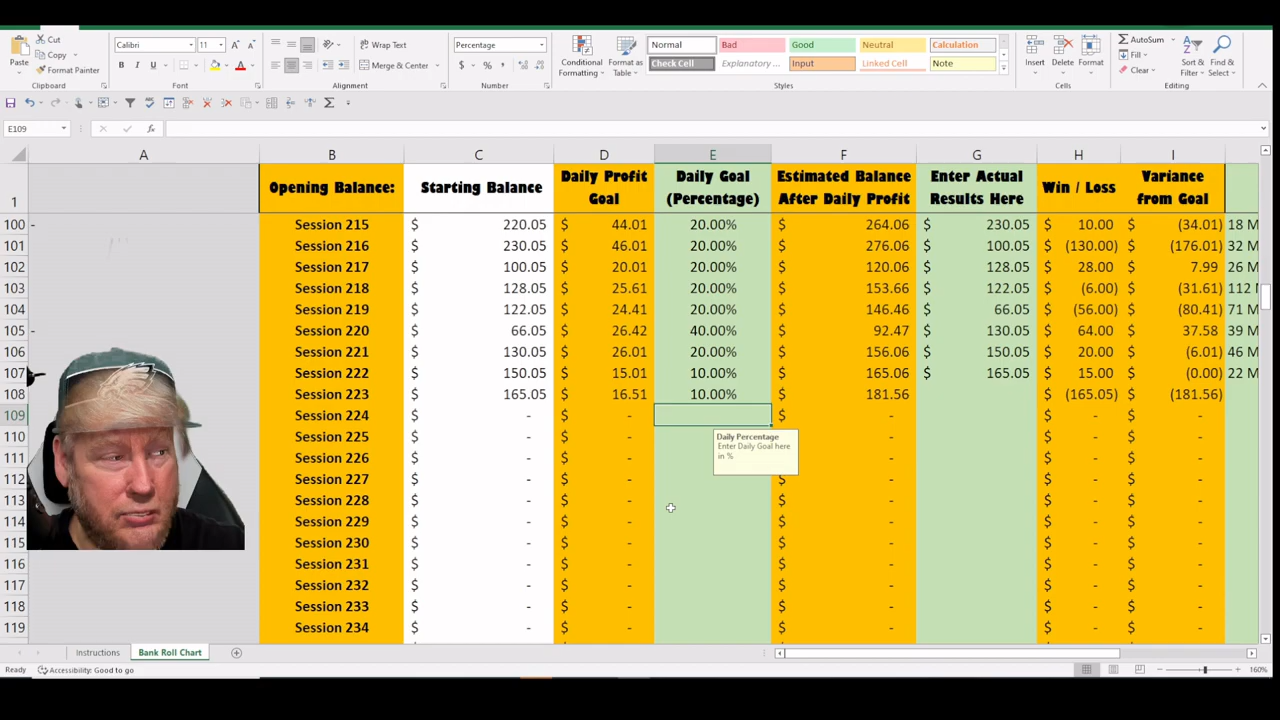 Cut
Copy
Format Painter
Paste
Clipboard
Calibri 11
B I U
Font
Wrap Text
Merge & Center
Alignment
Percentage
$ % ,
Number
Conditional Formatting
Format as Table
Normal Bad Good Neutral Calculation
Check Cell Explanatory ... Input Linked Cell Note
Styles
Insert Delete Format
Cells
AutoSum
Fill
Clear
Sort & Filter
Find & Select
Editing
E109 fx
A B C D E F G H I
1 Opening Balance: Starting Balance Daily Profit Goal Daily Goal (Percentage) Estimated Balance After Daily Profit Enter Actual Results Here Win / Loss Variance from Goal
100 - Session 215 $ 220.05 $ 44.01 20.00% $ 264.06 $ 230.05 $ 10.00 $ (34.01) 18 M
101 Session 216 $ 230.05 $ 46.01 20.00% $ 276.06 $ 100.05 $ (130.00) $ (176.01) 32 M
102 Session 217 $ 100.05 $ 20.01 20.00% $ 120.06 $ 128.05 $ 28.00 $ 7.99 26 M
103 Session 218 $ 128.05 $ 25.61 20.00% $ 153.66 $ 122.05 $ (6.00) $ (31.61) 112 M
104 Session 219 $ 122.05 $ 24.41 20.00% $ 146.46 $ 66.05 $ (56.00) $ (80.41) 71 M
105 - Session 220 $ 66.05 $ 26.42 40.00% $ 92.47 $ 130.05 $ 64.00 $ 37.58 39 M
106 Session 221 $ 130.05 $ 26.01 20.00% $ 156.06 $ 150.05 $ 20.00 $ (6.01) 46 M
107 Session 222 $ 150.05 $ 15.01 10.00% $ 165.06 $ 165.05 $ 15.00 $ (0.00) 22 M
108 Session 223 $ 165.05 $ 16.51 10.00% $ 181.56 $ (165.05) $ (181.56)
109 Session 224 $ - $ - $ - $ - $ -
110 Session 225 $ - $ - $ - $ - $ -
Daily Percentage
Enter Daily Goal here
in %
111 Session 226 $ - $ - - $ - $ -
112 Session 227 $ - $ - $ - $ - $ -
113 Session 228 $ - $ - $ - $ - $ -
114 Session 229 $ - $ - $ - $ - $ -
115 Session 230 $ - $ - $ - $ - $ -
116 Session 231 $ - $ - $ - $ - $ -
117 Session 232 $ - $ - $ - $ - $ -
118 Session 233 $ - $ - $ - $ - $ -
119 Session 234 $ - $ - $ - $ - $ -
Instructions Bank Roll Chart
Ready Accessibility: Good to go 160%